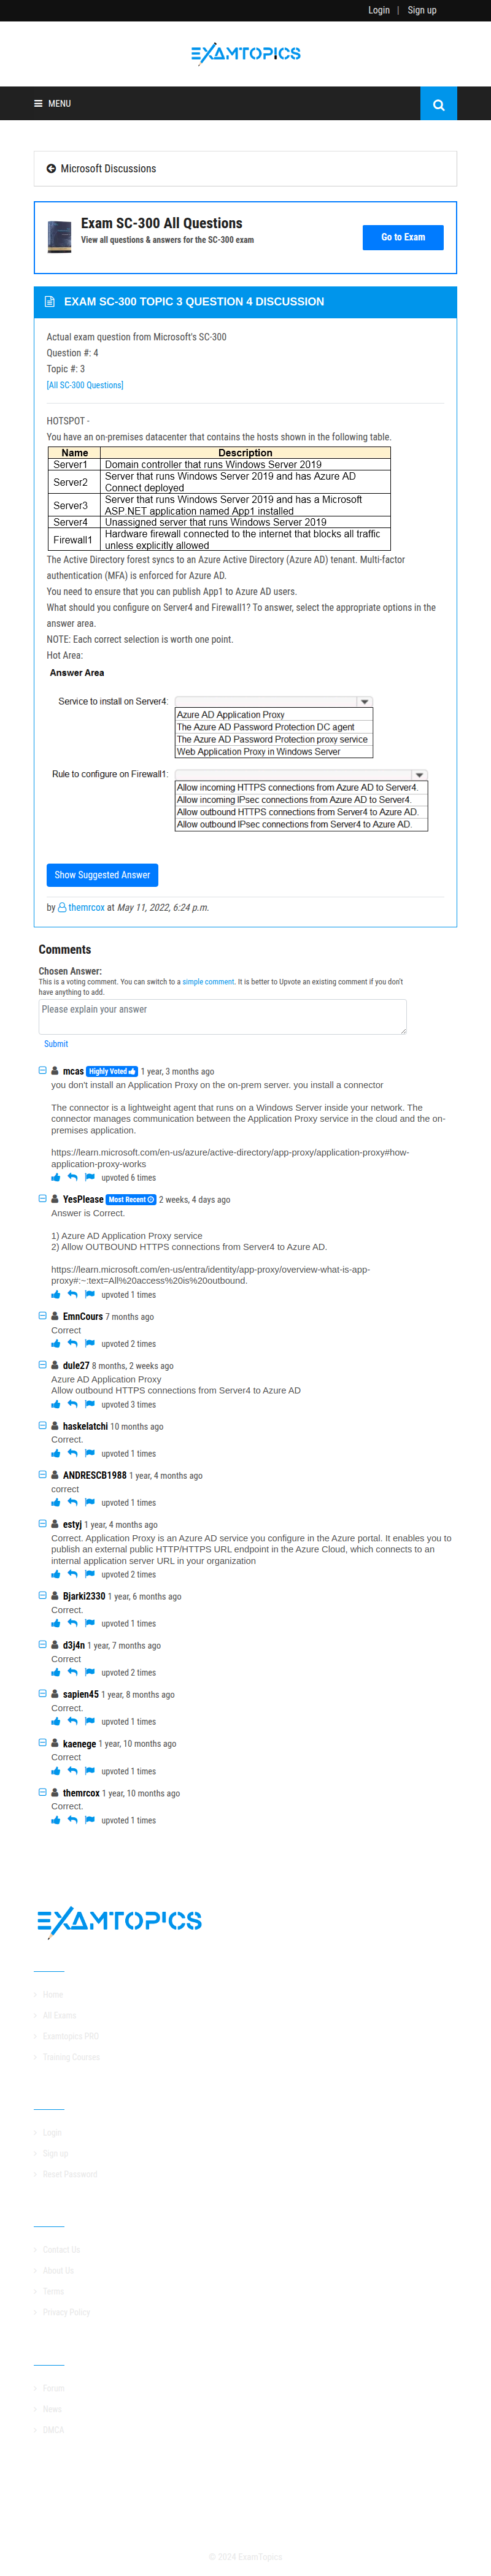 Login | Sign up
EXAMTOPICS
MENU
Microsoft Discussions
Exam SC-300 All Questions
View all questions & answers for the SC-300 exam
Go to Exam
EXAM SC-300 TOPIC 3 QUESTION 4 DISCUSSION
Actual exam question from Microsoft's SC-300
Question #: 4
Topic #: 3
[All SC-300 Questions]
HOTSPOT -
You have an on-premises datacenter that contains the hosts shown in the following table.
Name Description
Server1 Domain controller that runs Windows Server 2019
Server2 Server that runs Windows Server 2019 and has Azure AD
Connect deployed
Server3 Server that runs Windows Server 2019 and has a Microsoft
ASP.NET application named App1 installed
Server4 Unassigned server that runs Windows Server 2019
Firewall1 Hardware firewall connected to the internet that blocks all traffic
unless explicitly allowed
The Active Directory forest syncs to an Azure Active Directory (Azure AD) tenant. Multi-factor
authentication (MFA) is enforced for Azure AD.
You need to ensure that you can publish App1 to Azure AD users.
What should you configure on Server4 and Firewall1? To answer, select the appropriate options in the
answer area.
NOTE: Each correct selection is worth one point.
Hot Area:
Answer Area
Service to install on Server4:
Azure AD Application Proxy
The Azure AD Password Protection DC agent
The Azure AD Password Protection proxy service
Web Application Proxy in Windows Server
Rule to configure on Firewall1:
Allow incoming HTTPS connections from Azure AD to Server4.
Allow incoming IPsec connections from Azure AD to Server4.
Allow outbound HTTPS connections from Server4 to Azure AD.
Allow outbound IPsec connections from Server4 to Azure AD.
Show Suggested Answer
by themrcox at May 11, 2022, 6:24 p.m.
Comments
Chosen Answer:
This is a voting comment. You can switch to a simple comment. It is better to Upvote an existing comment if you don't
have anything to add.
Please explain your answer
Submit
mcas Highly Voted 1 year, 3 months ago
you don't install an Application Proxy on the on-prem server. you install a connector
The connector is a lightweight agent that runs on a Windows Server inside your network. The
connector manages communication between the Application Proxy service in the cloud and the on-
premises application.
https://learn.microsoft.com/en-us/azure/active-directory/app-proxy/application-proxy#how-
application-proxy-works
upvoted 6 times
YesPlease Most Recent 2 weeks, 4 days ago
Answer is Correct.
1) Azure AD Application Proxy service
2) Allow OUTBOUND HTTPS connections from Server4 to Azure AD.
https://learn.microsoft.com/en-us/entra/identity/app-proxy/overview-what-is-app-
proxy#:~:text=All%20access%20is%20outbound.
upvoted 1 times
EmnCours 7 months ago
Correct
upvoted 2 times
dule27 8 months, 2 weeks ago
Azure AD Application Proxy
Allow outbound HTTPS connections from Server4 to Azure AD
upvoted 3 times
haskelatchi 10 months ago
Correct.
upvoted 1 times
ANDRESCB1988 1 year, 4 months ago
correct
upvoted 1 times
estyj 1 year, 4 months ago
Correct. Application Proxy is an Azure AD service you configure in the Azure portal. It enables you to
publish an external public HTTP/HTTPS URL endpoint in the Azure Cloud, which connects to an
internal application server URL in your organization
upvoted 2 times
Bjarki2330 1 year, 6 months ago
Correct.
upvoted 1 times
d3j4n 1 year, 7 months ago
Correct
upvoted 2 times
sapien45 1 year, 8 months ago
Correct.
upvoted 1 times
kaenege 1 year, 10 months ago
Correct
upvoted 1 times
themrcox 1 year, 10 months ago
Correct.
upvoted 1 times
EXAMTOPICS
Home
All Exams
Examtopics PRO
Training Courses
Login
Sign up
Reset Password
Contact Us
About Us
Terms
Privacy Policy
Forum
News
DMCA
© 2024 ExamTopics